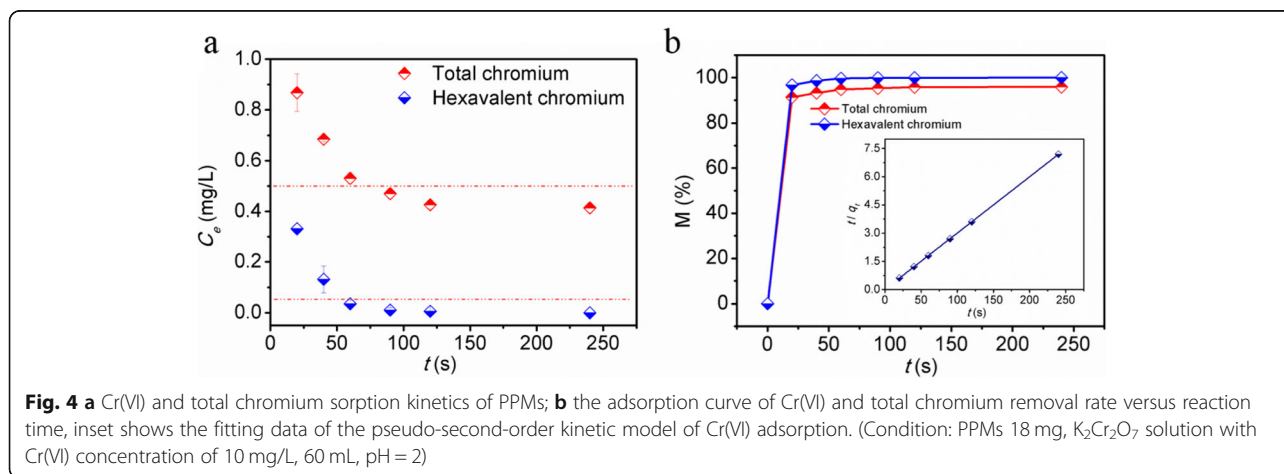 a
1.0
0.8
0.6
0.4
0.2
0.0
C_e (mg/L)
Total chromium
Hexavalent chromium
0 50 100 150 200 250
t (s)
b
100
80
60
40
20
0
M (%)
Total chromium
Hexavalent chromium
7.5
6.0
4.5
3.0
1.5
0.0
t / q_t
0 50 100 150 200 250
t (s)
0 50 100 150 200 250
t (s)
Fig. 4 a Cr(VI) and total chromium sorption kinetics of PPMs; b the adsorption curve of Cr(VI) and total chromium removal rate versus reaction
time, inset shows the fitting data of the pseudo-second-order kinetic model of Cr(VI) adsorption. (Condition: PPMs 18 mg, K₂Cr₂O₇ solution with
Cr(VI) concentration of 10 mg/L, 60 mL, pH = 2)